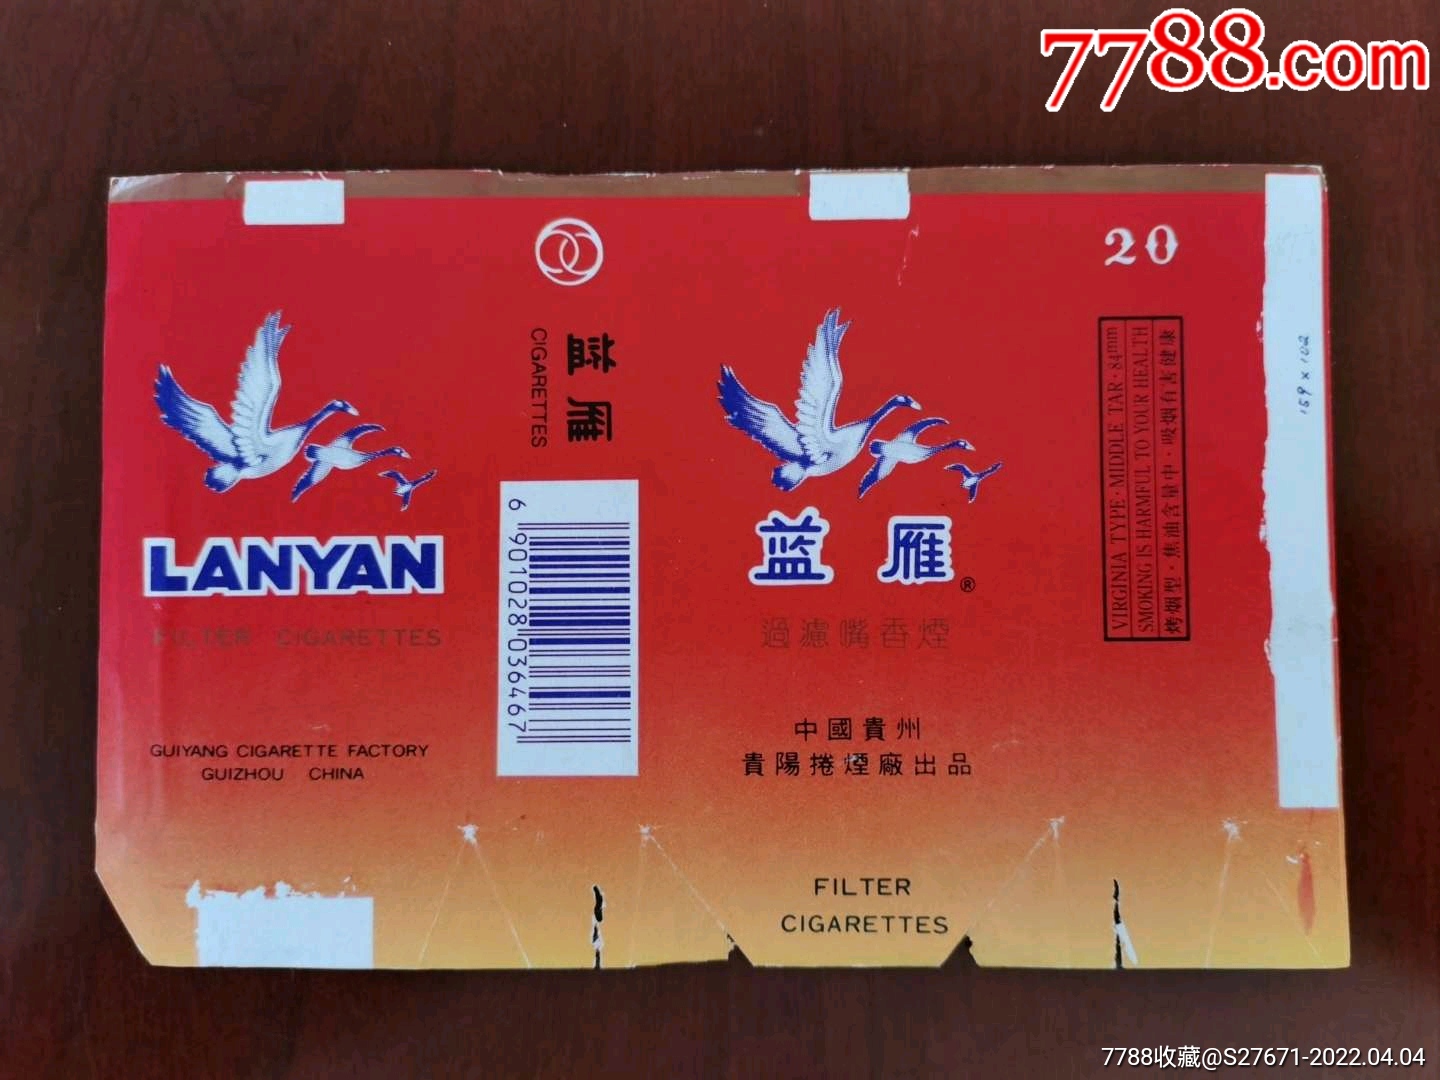 7788.com
LANYAN
FILTER CIGARETTES
GUIYANG CIGARETTE FACTORY
GUIZHOU CHINA
蓝雁
CIGARETTES
6 901028 036467
蓝雁®
過濾嘴香煙
中國貴州
貴陽捲煙廠出品
FILTER
CIGARETTES
20
VIRGINIA TYPE·MIDDLE TAR·84mm
SMOKING IS HARMFUL TO YOUR HEALTH
烤烟型·焦油含量中·吸烟有害健康
159×102
7788收藏@S27671-2022.04.04